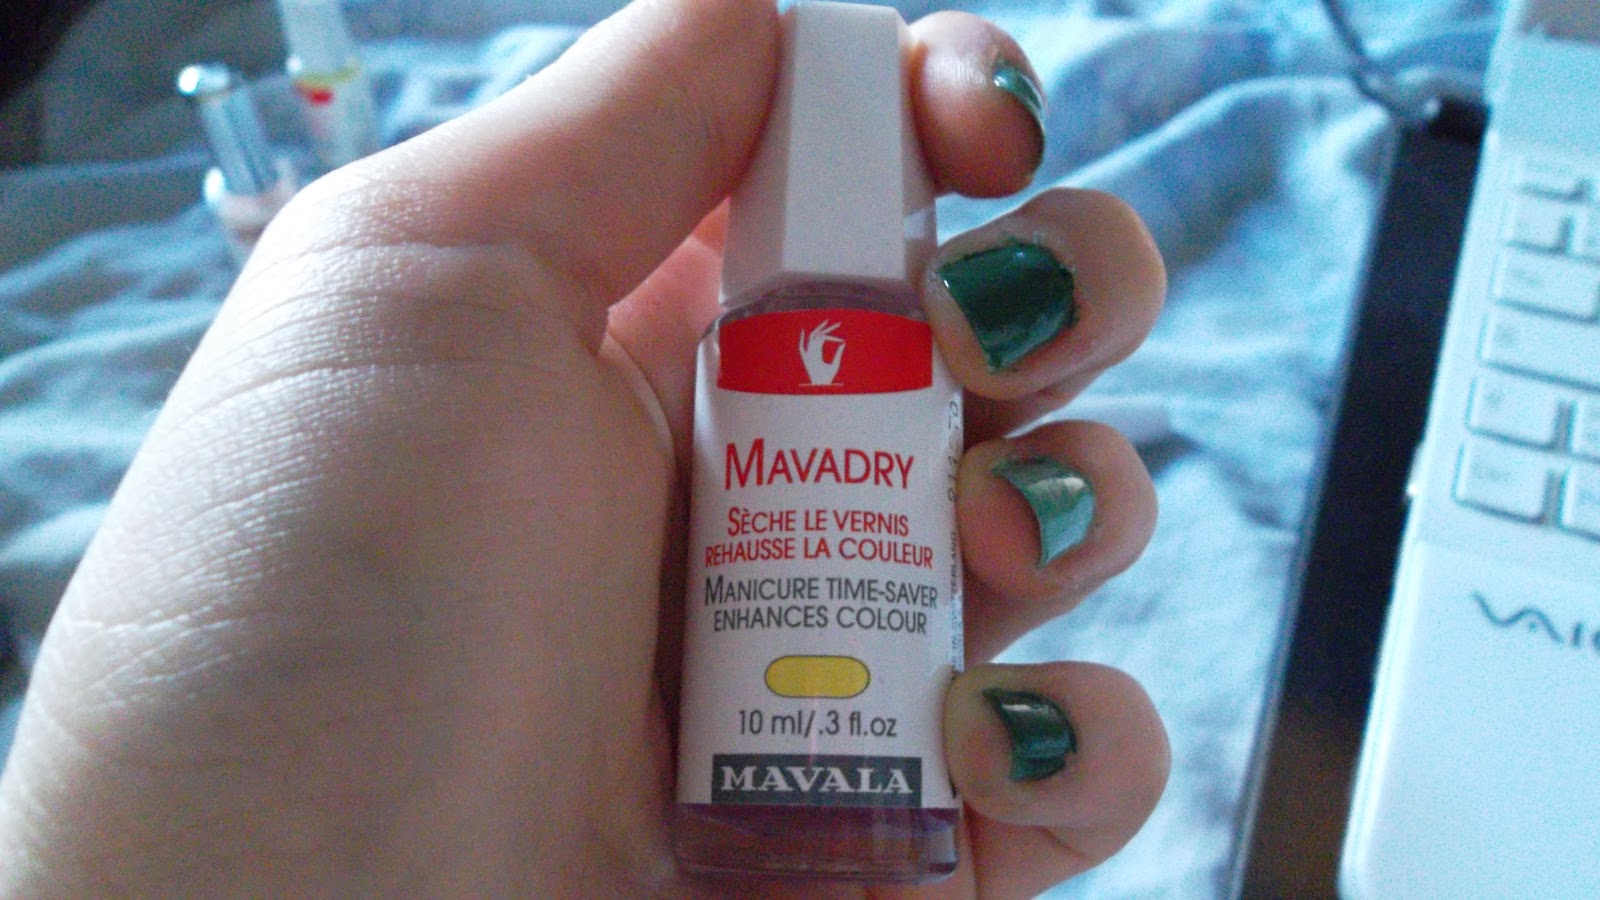 MAVADRY
SÈCHE LE VERNIS
REHAUSSE LA COULEUR
MANICURE TIME-SAVER
ENHANCES COLOUR
10 ml/.3 fl.oz
MAVALA